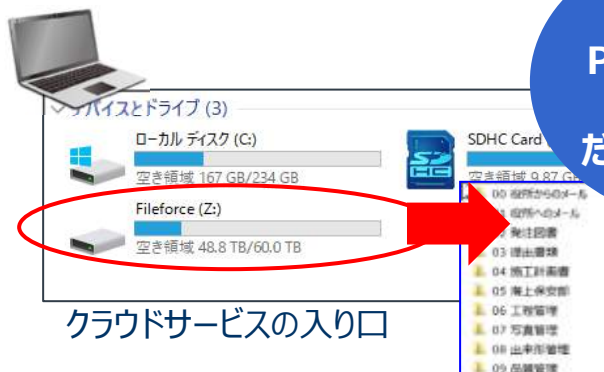 デバイスとドライブ (3)
ローカル ディスク (C:)
空き領域 167 GB/234 GB
SDHC Card
空き領域 9.87 GB
Fileforce (Z:)
空き領域 48.8 TB/60.0 TB
クラウドサービスの入り口
P
だ
00 役所からのメール
役所へのメール
発注図書
03 提出書類
04 施工計画書
05 海上保安部
06 工程管理
07 写真管理
08 出来形管理
09 品質管理